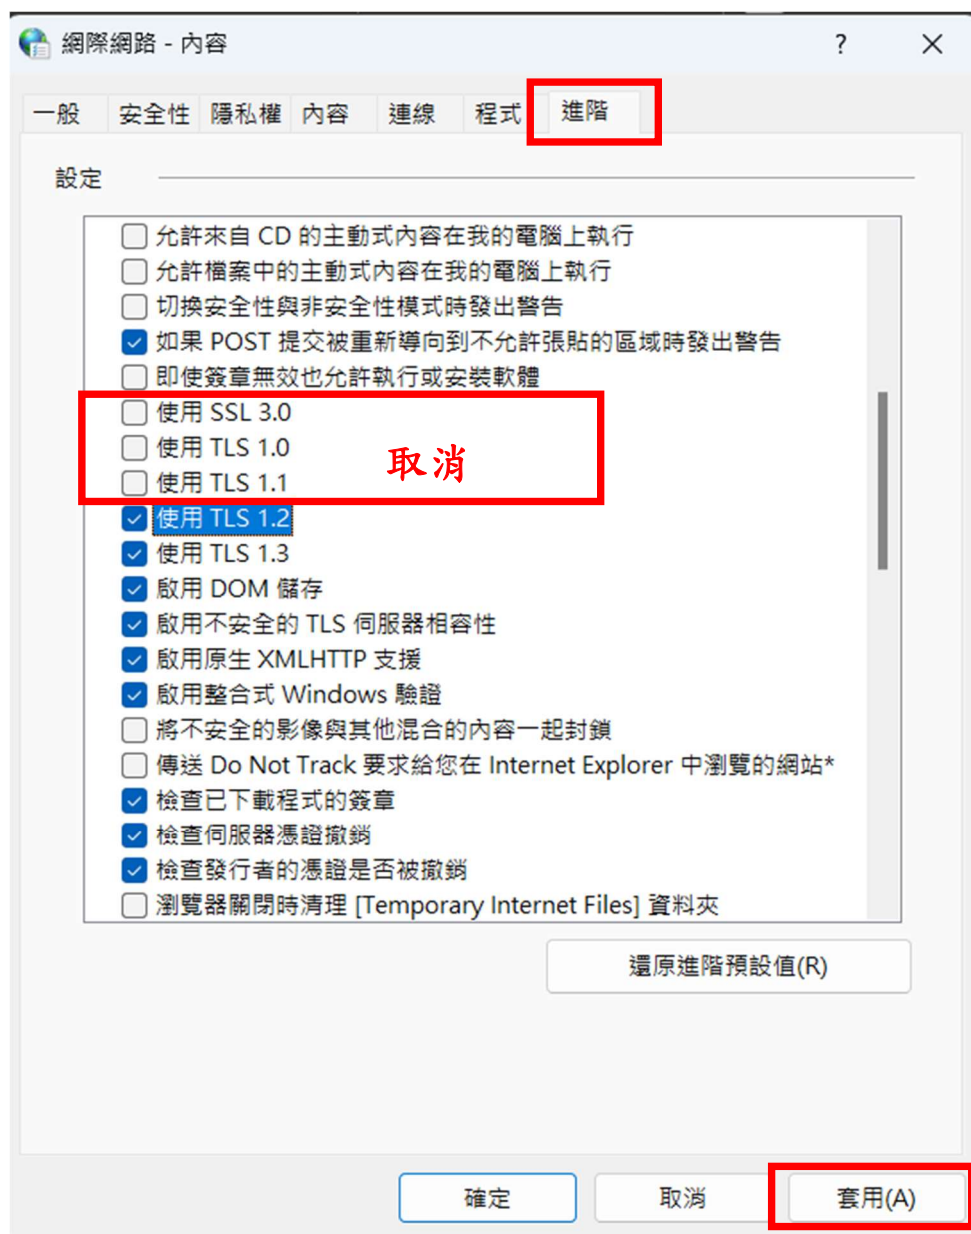 網際網路 - 內容
?
一般 安全性 隱私權 內容 連線 程式 進階
設定
允許來自 CD 的主動式內容在我的電腦上執行
允許檔案中的主動式內容在我的電腦上執行
切換安全性與非安全性模式時發出警告
如果 POST 提交被重新導向到不允許張貼的區域時發出警告
即使簽章無效也允許執行或安裝軟體
使用 SSL 3.0
使用 TLS 1.0
取消
使用 TLS 1.1
使用 TLS 1.2
使用 TLS 1.3
啟用 DOM 儲存
啟用不安全的 TLS 伺服器相容性
啟用原生 XMLHTTP 支援
啟用整合式 Windows 驗證
將不安全的影像與其他混合的內容一起封鎖
傳送 Do Not Track 要求給您在 Internet Explorer 中瀏覽的網站*
檢查已下載程式的簽章
檢查伺服器憑證撤銷
檢查發行者的憑證是否被撤銷
瀏覽器關閉時清理 [Temporary Internet Files] 資料夾
還原進階預設值(R)
確定 取消 套用(A)